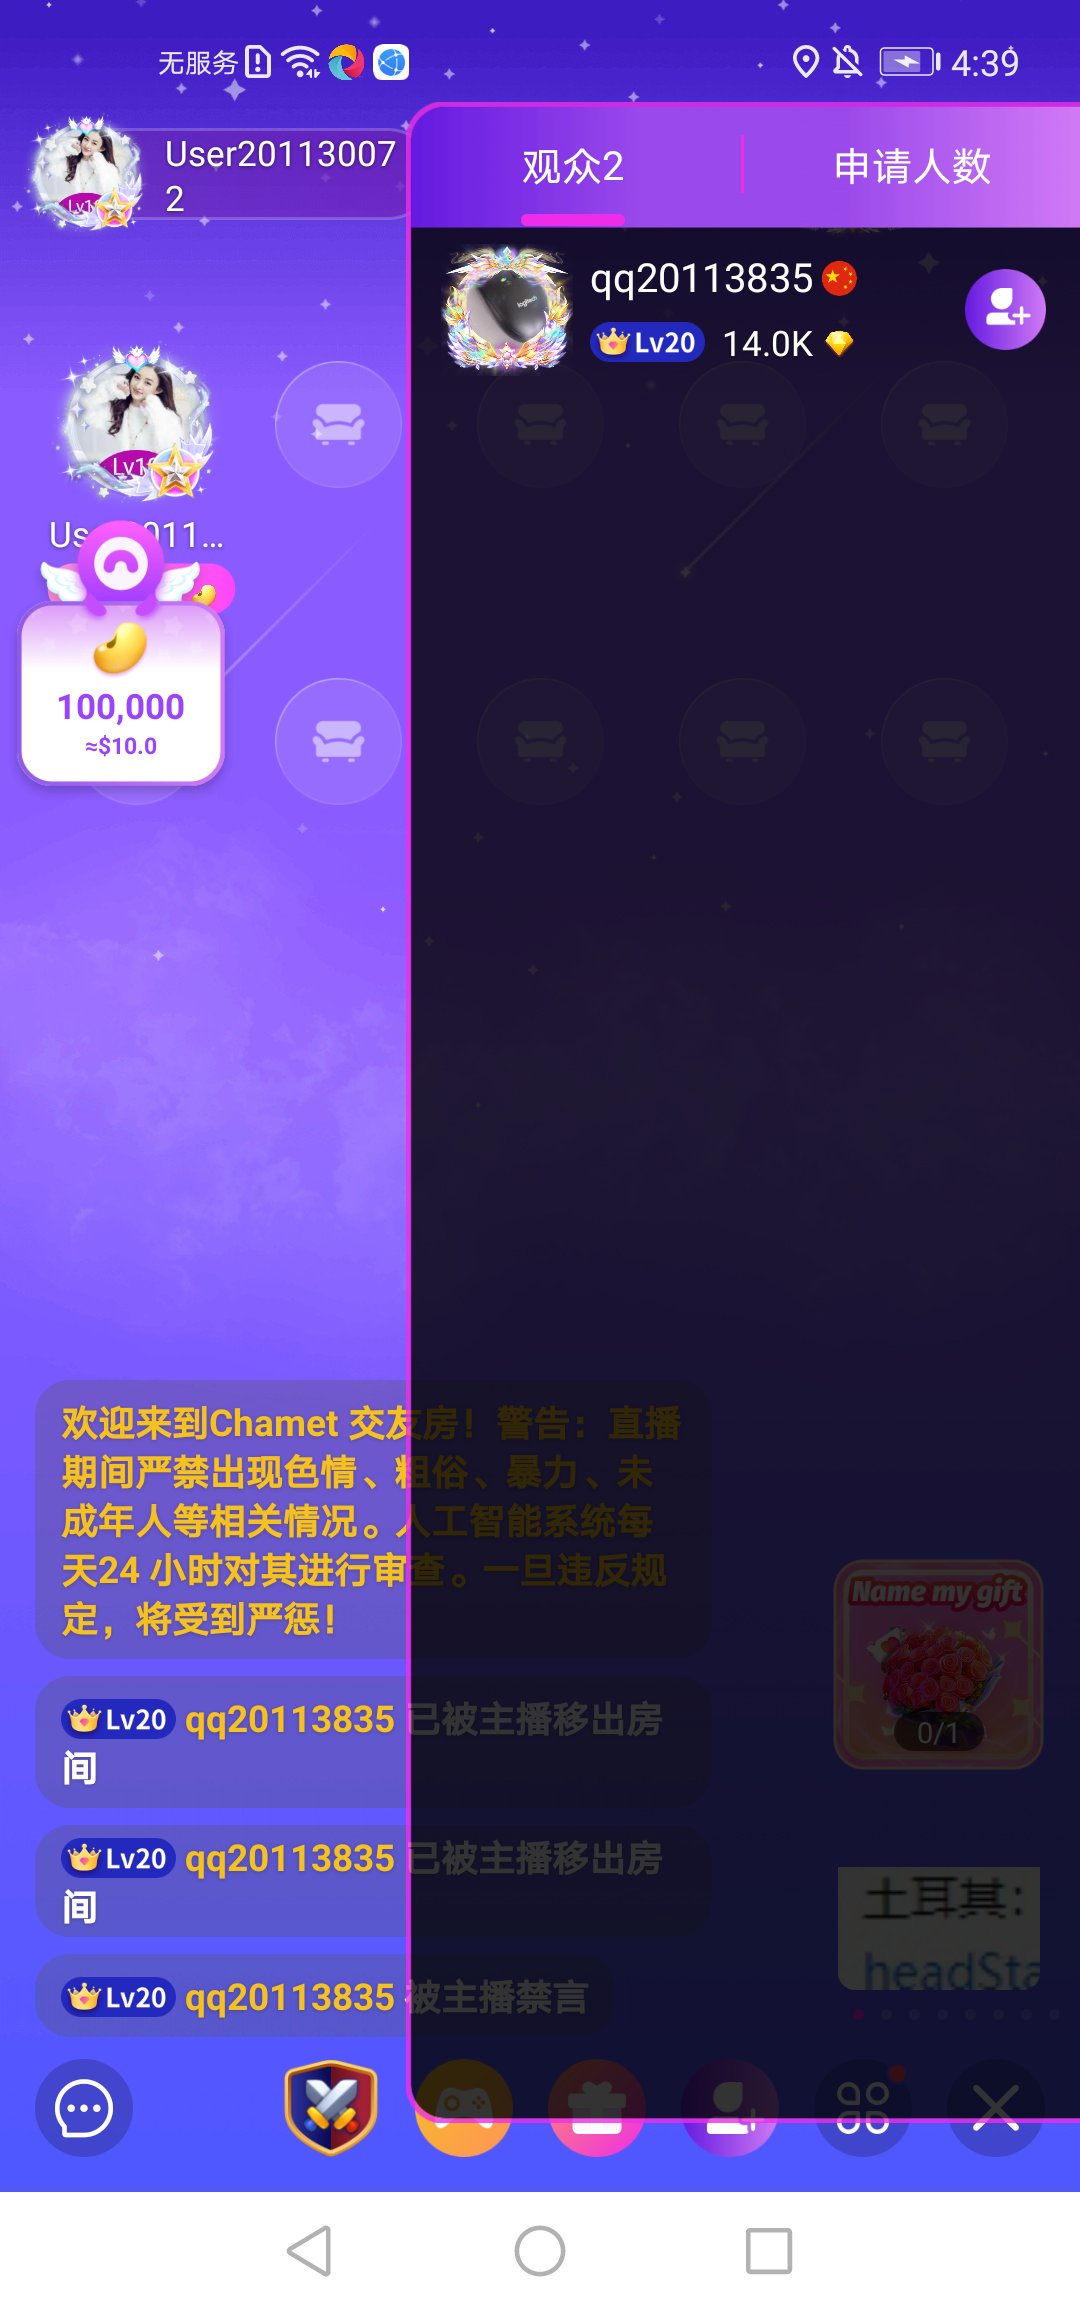 无服务
4:39
User20113007
2
观众2
申请人数
qq20113835
Lv20 14.0K
logitech
Us 011...
100,000
≈$10.0
欢迎来到Chamet 交友房！警告：直播
期间严禁出现色情、粗俗、暴力、未
成年人等相关情况。人工智能系统每
天24 小时对其进行审查。一旦违反规
定，将受到严惩！
Name my gift
0/1
Lv20 qq20113835 已被主播移出房
间
Lv20 qq20113835 已被主播移出房
间
土耳其：
headSta
Lv20 qq20113835 被主播禁言